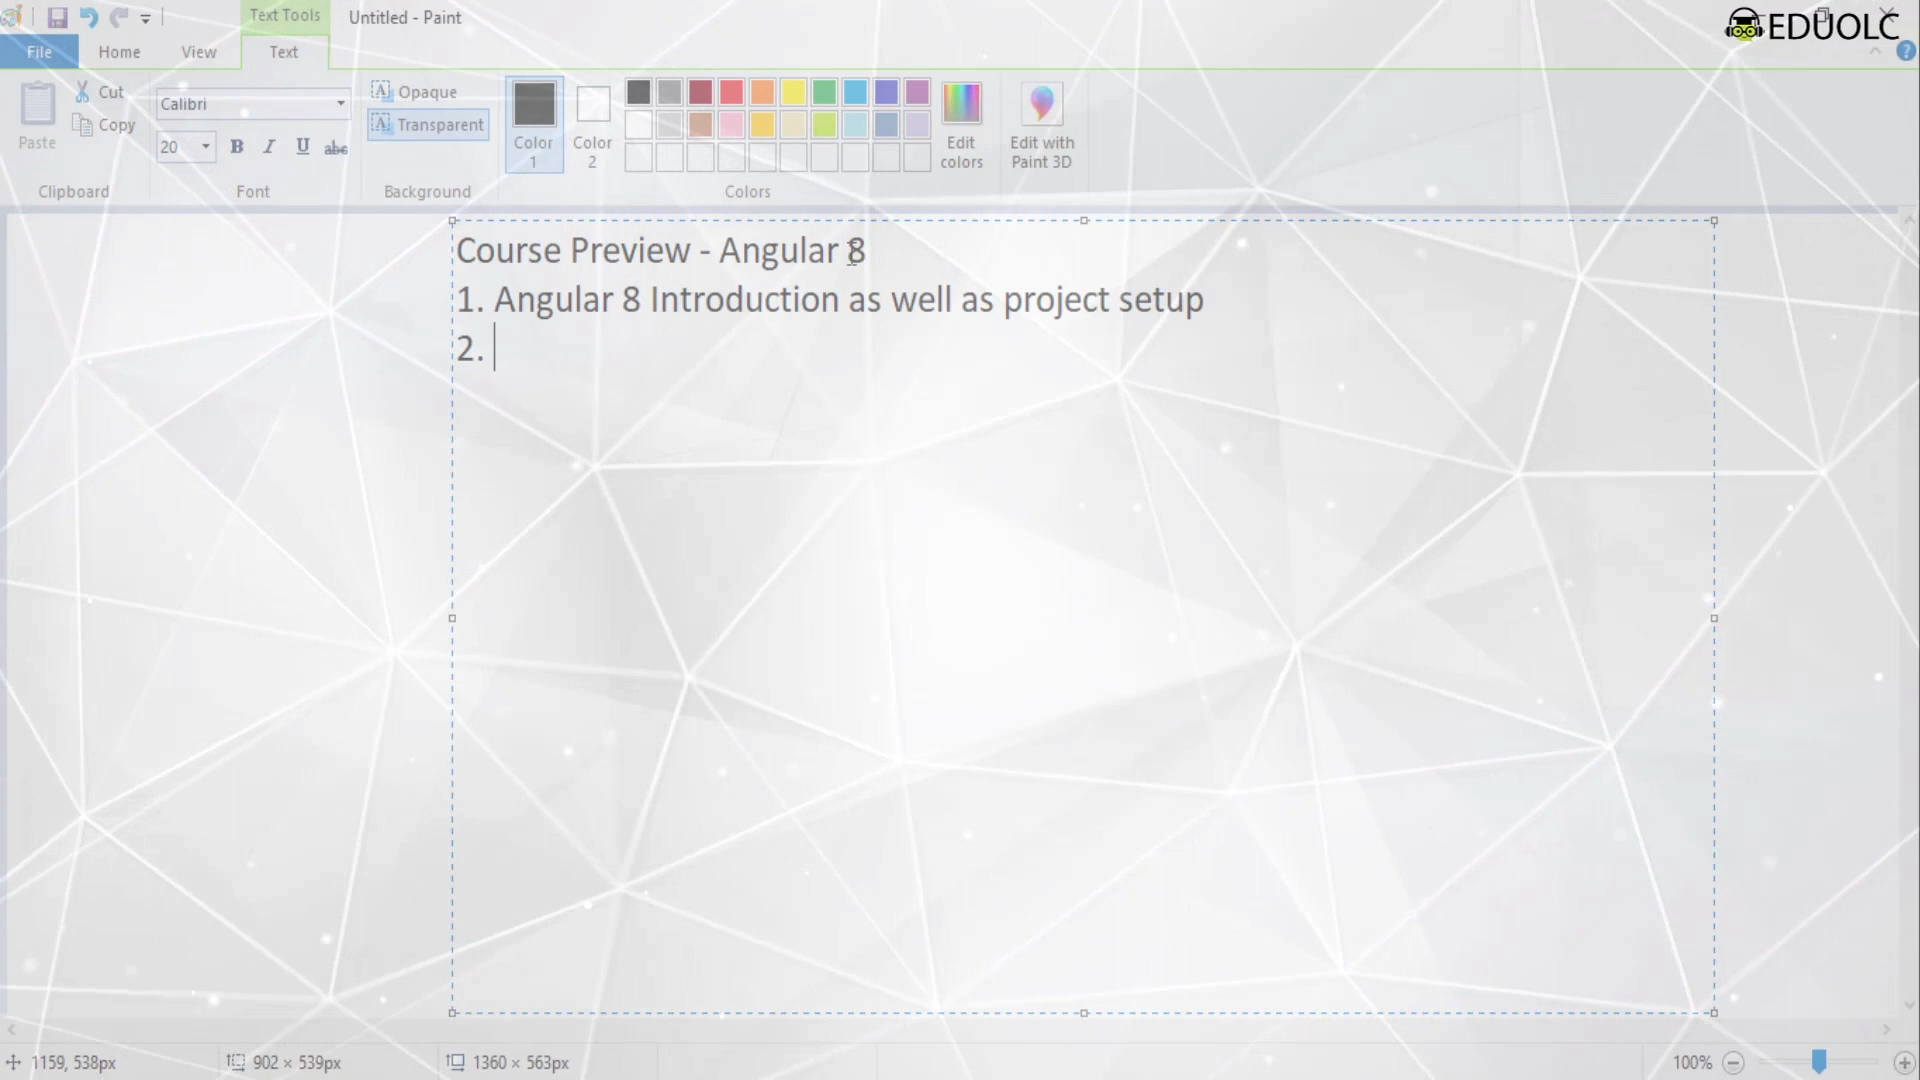 Text Tools
Untitled - Paint
EDUOLC
File
Home
View
Text
Paste
Cut
Copy
Clipboard
Calibri
20
B I U abc
Font
Opaque
Transparent
Background
Color 1
Color 2
Edit colors
Colors
Edit with Paint 3D
Course Preview - Angular 8
1. Angular 8 Introduction as well as project setup
2.
1159, 538px
902 × 539px
1360 × 563px
100%